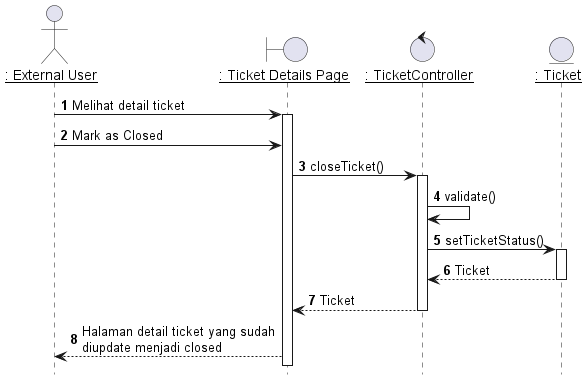 : External User
: Ticket Details Page
: TicketController
: Ticket
1 Melihat detail ticket
2 Mark as Closed
3 closeTicket()
4 validate()
5 setTicketStatus()
6 Ticket
7 Ticket
8 Halaman detail ticket yang sudah
diupdate menjadi closed